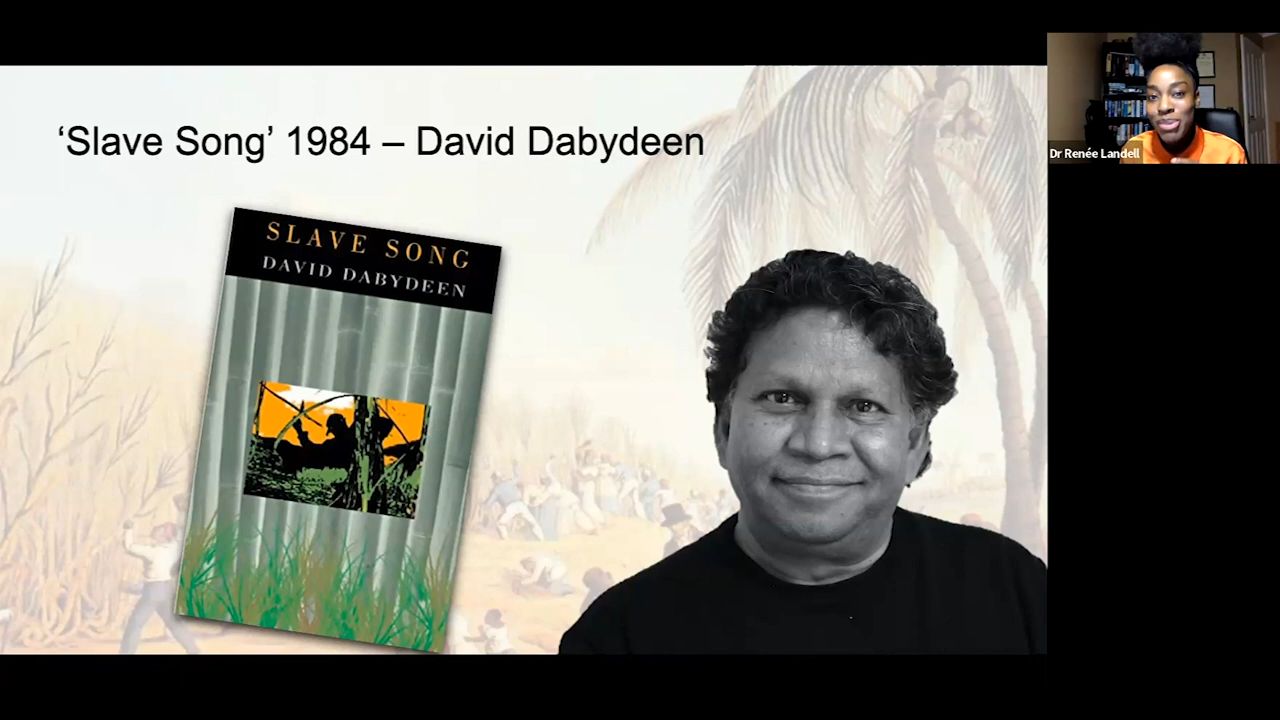 ‘Slave Song’ 1984 – David Dabydeen
SLAVE SONG
DAVID DABYDEEN
Dr Renée Landell